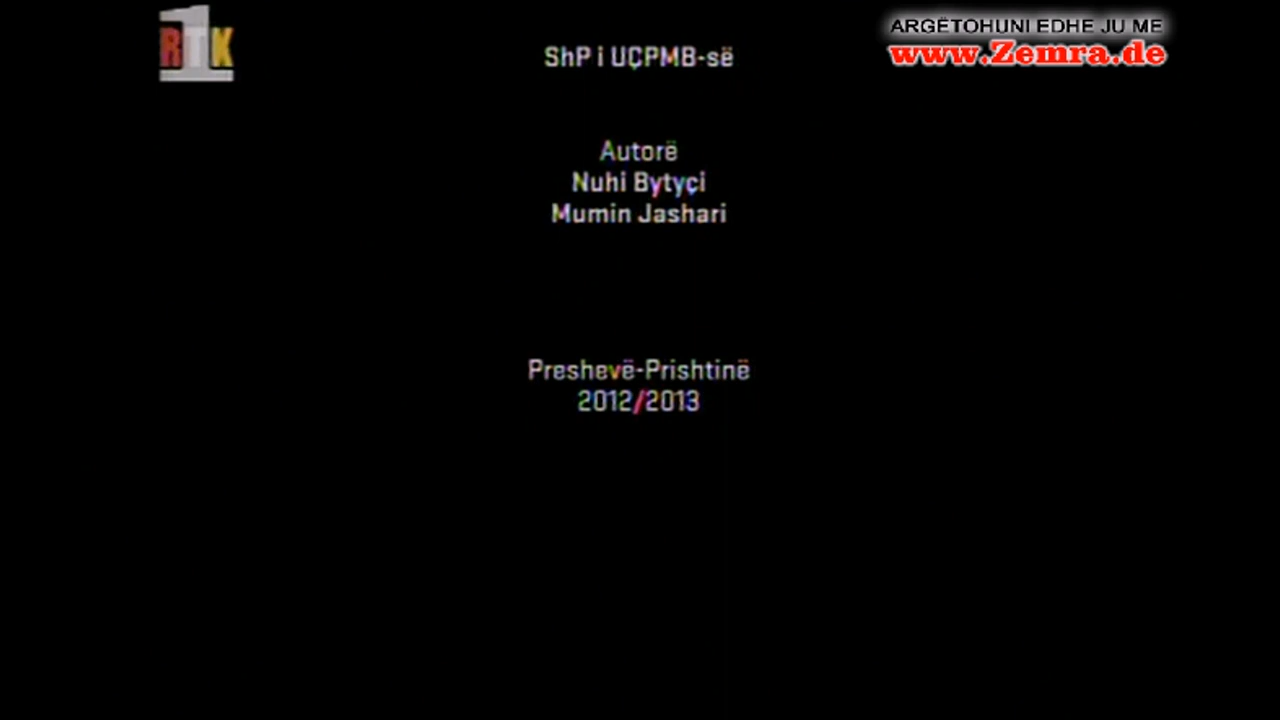 RTK 1
ARGËTOHUNI EDHE JU ME
www.Zemra.de
ShP i UÇPMB-së
Autorë
Nuhi Bytyçi
Mumin Jashari
Preshevë-Prishtinë
2012/2013